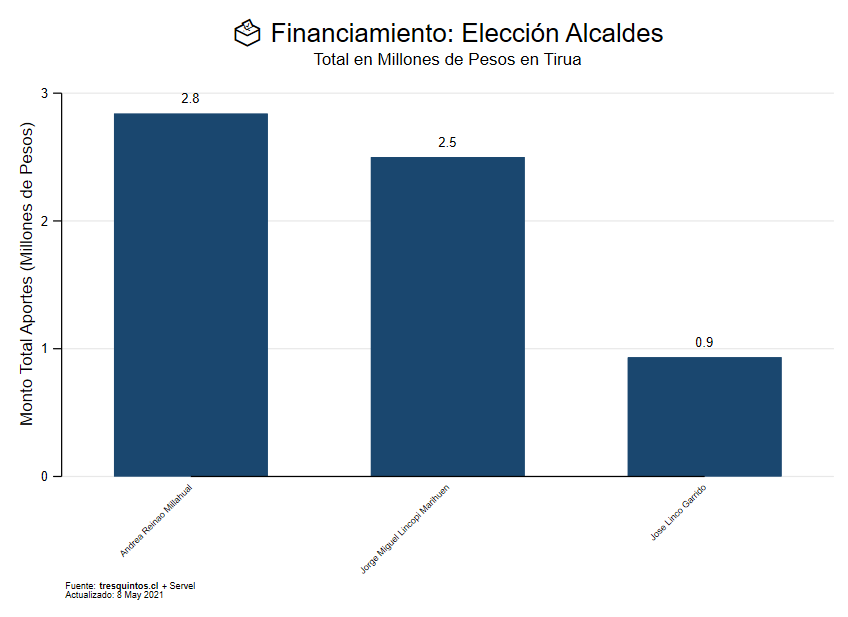 Financiamiento: Elección Alcaldes
Total en Millones de Pesos en Tirua
Monto Total Aportes (Millones de Pesos)
3
2
1
0
2.8
2.5
0.9
Andrea Reinao Millahual
Jorge Miguel Lincopi Marihuen
Jose Linco Garrido
Fuente: tresquintos.cl + Servel
Actualizado: 8 May 2021